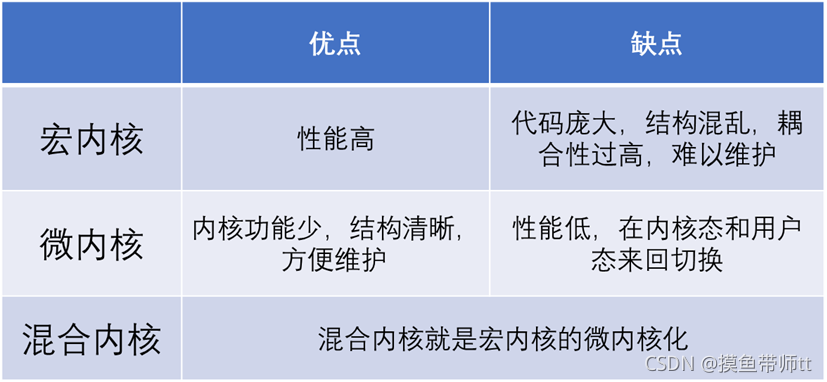 优点
缺点
宏内核
性能高
代码庞大，结构混乱，耦
合性过高，难以维护
微内核
内核功能少，结构清晰，
方便维护
性能低，在内核态和用户
态来回切换
混合内核
混合内核就是宏内核的微内核化
CSDN @摸鱼带师tt